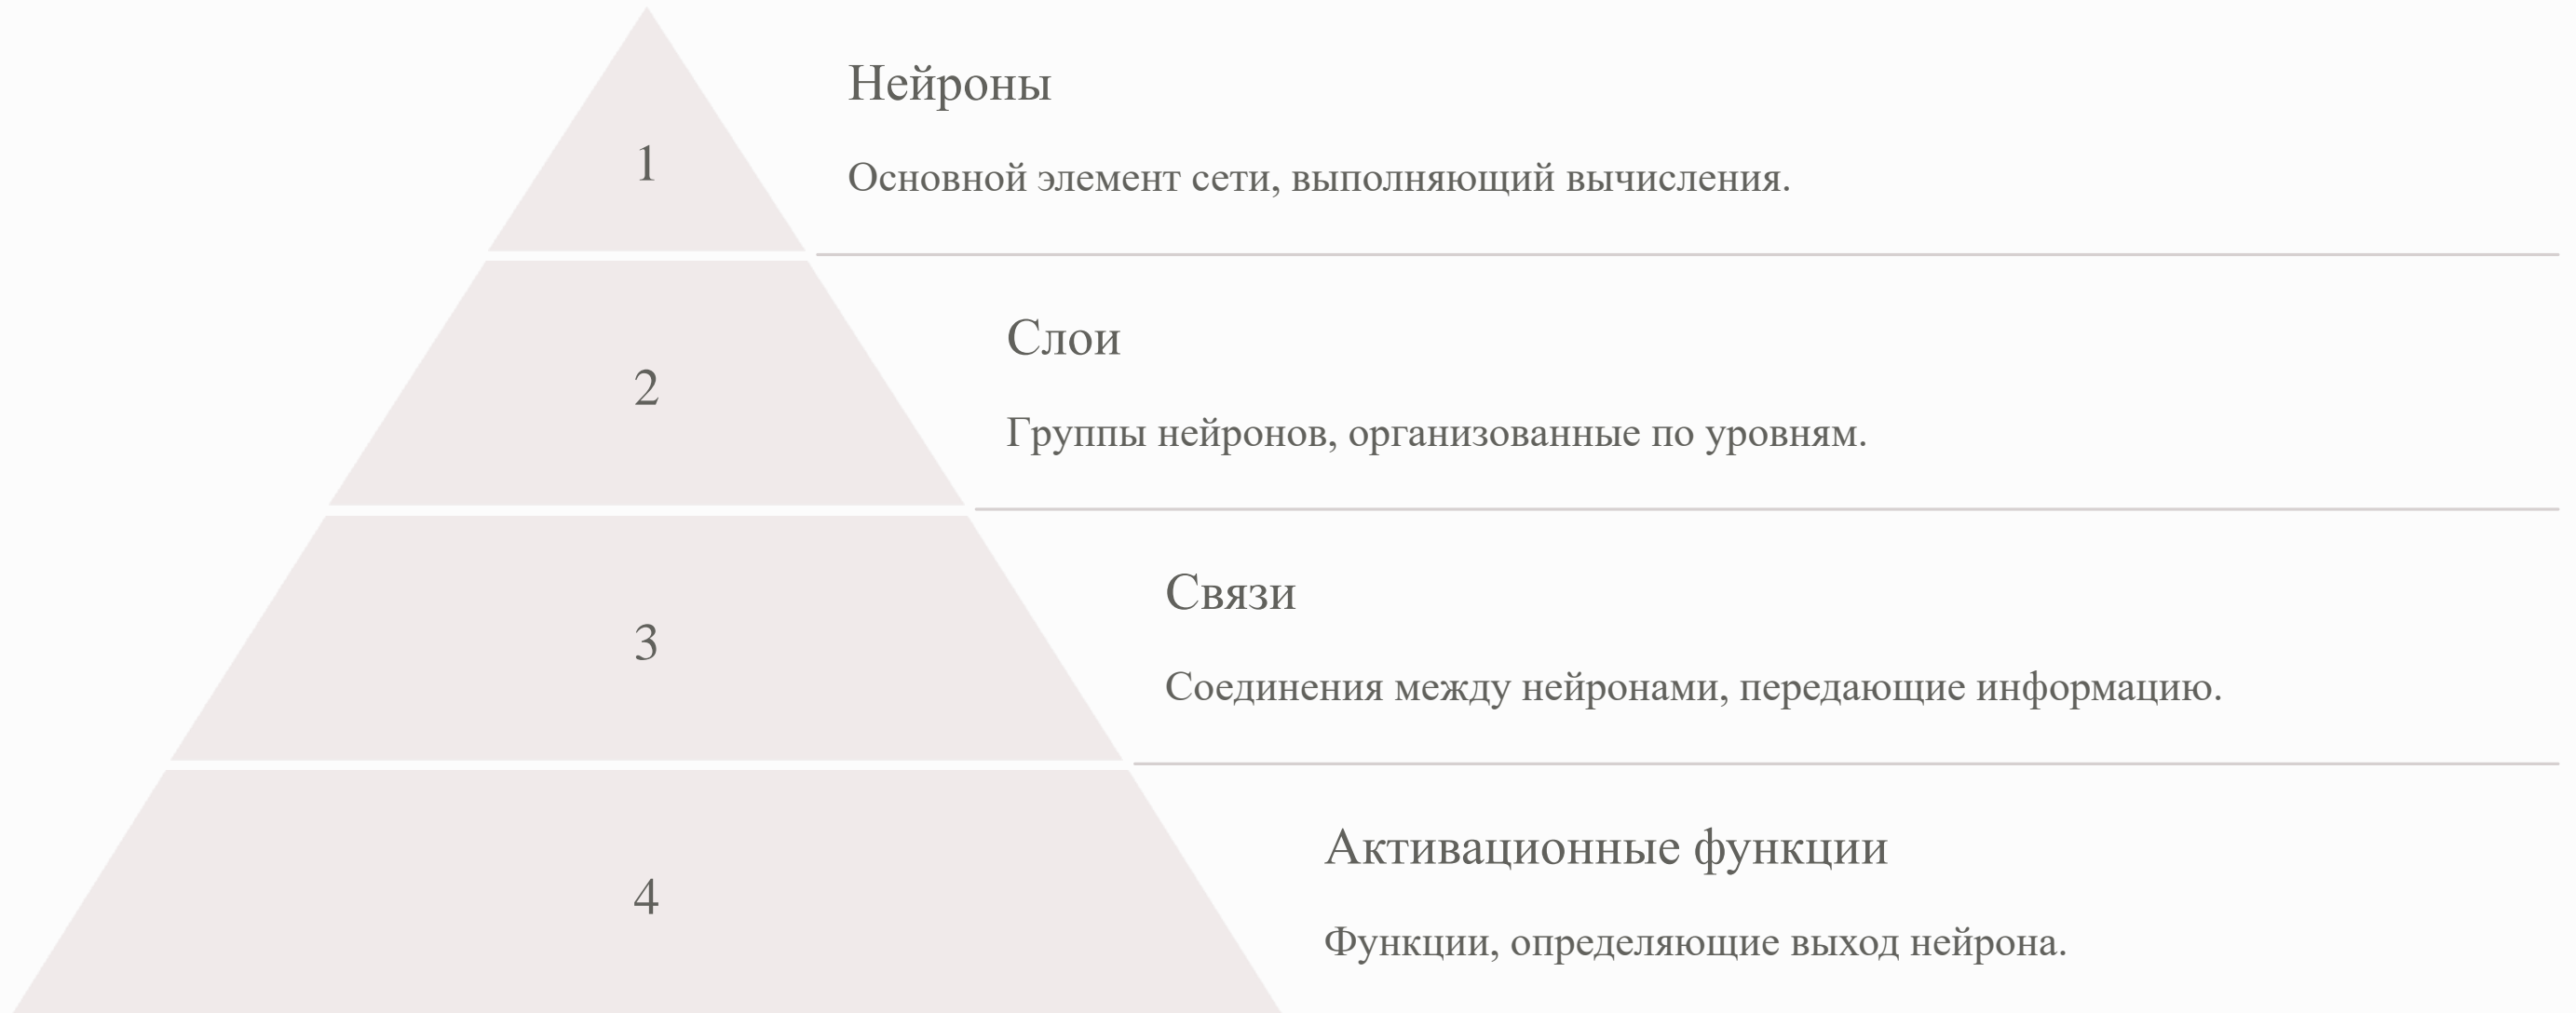 1
Нейроны
Основной элемент сети, выполняющий вычисления.
2
Слои
Группы нейронов, организованные по уровням.
3
Связи
Соединения между нейронами, передающие информацию.
4
Активационные функции
Функции, определяющие выход нейрона.